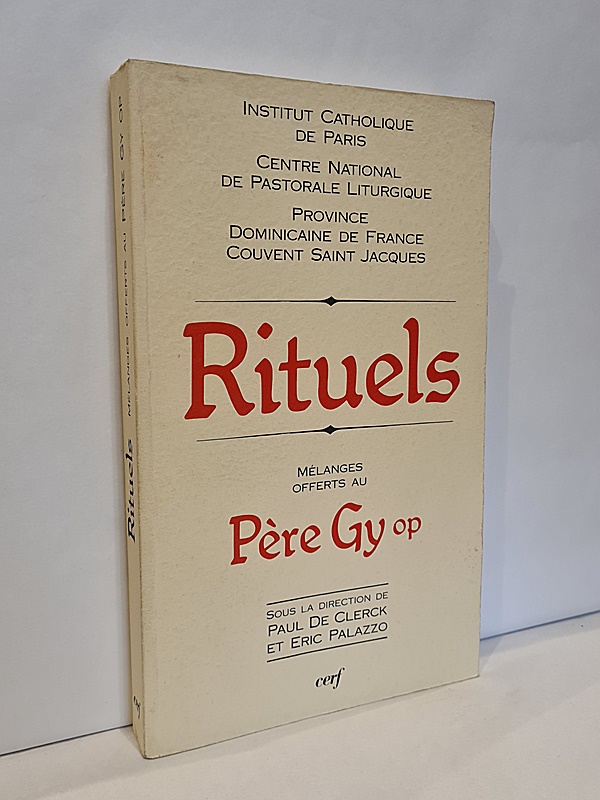 INSTITUT CATHOLIQUE
DE PARIS
CENTRE NATIONAL
DE PASTORALE LITURGIQUE
PROVINCE
DOMINICAINE DE FRANCE
COUVENT SAINT JACQUES
Rituels
MÉLANGES
OFFERTS AU
Père Gy op
SOUS LA DIRECTION DE
PAUL DE CLERCK
ET ERIC PALAZZO
cerf
Rituels MÉLANGES OFFERTS AU PÈRE GY OP
cerf